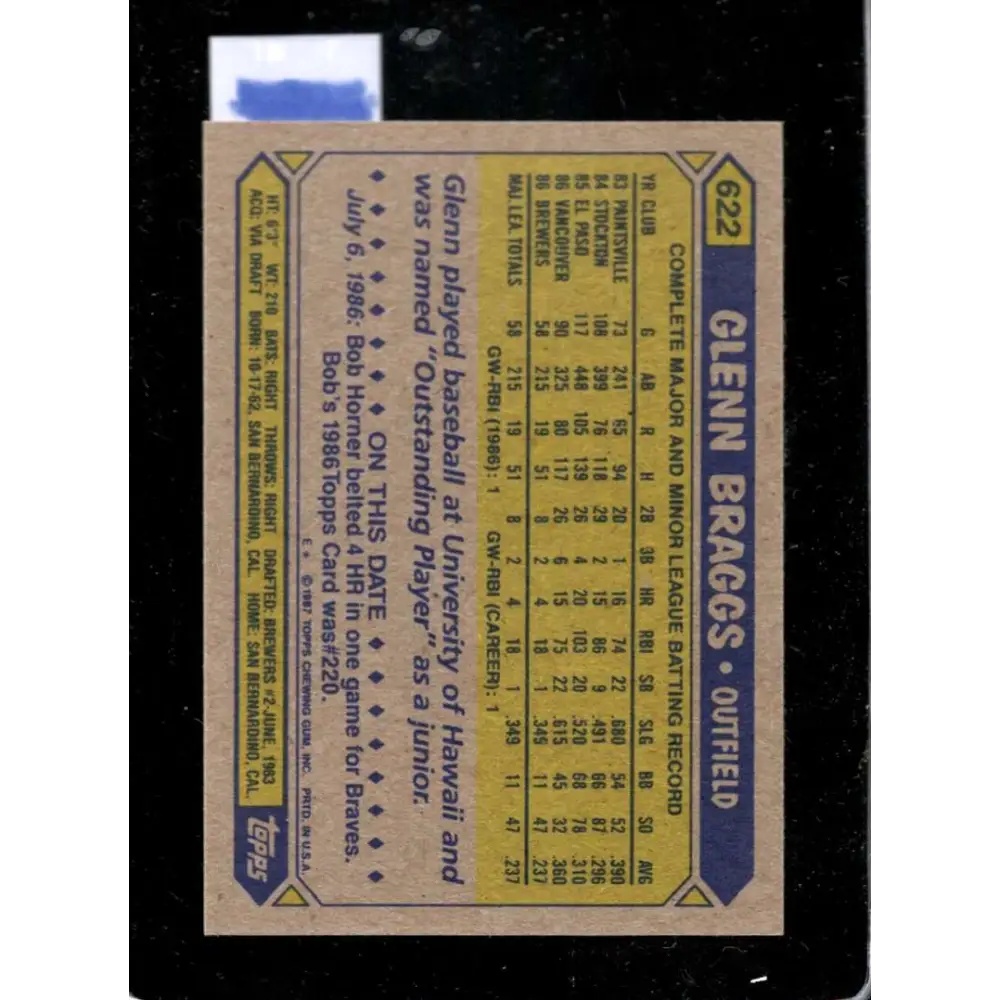 622
GLENN BRAGGS • OUTFIELD
COMPLETE MAJOR AND MINOR LEAGUE BATTING RECORD
YR CLUB G AB R H 2B 3B HR RBI SB SLG BB SO AVG
83 PAINTSVILLE 73 241 65 94 20 1 16 74 22 .680 54 52 .390
84 STOCKTON 108 399 76 118 29 2 15 86 9 .491 66 87 .296
85 EL PASO 117 448 105 139 26 4 20 103 20 .520 68 78 .310
86 VANCOUVER 90 325 80 117 26 6 15 75 22 .615 45 32 .360
86 BREWERS 58 215 19 51 8 2 4 18 1 .349 11 47 .237
MAJ. LEA. TOTALS 58 215 19 51 8 2 4 18 1 .349 11 47 .237
GW-RBI (1986): 1 GW-RBI (CAREER): 1
Glenn played baseball at University of Hawaii and
was named "Outstanding Player" as a junior.
♦ ♦ ♦ ♦ ♦ ♦ ♦ ON THIS DATE ♦ ♦ ♦ ♦ ♦ ♦ ♦ ♦
July 6, 1986: Bob Horner belted 4 HR in one game for Braves.
Bob's 1986 Topps Card was #220.
E* ©1987 TOPPS CHEWING GUM, INC. PRTD. IN U.S.A.
HT: 6'3" WT: 210 BATS: RIGHT THROWS: RIGHT DRAFTED: BREWERS #2-JUNE, 1983
ACQ: VIA DRAFT BORN: 10-17-62, SAN BERNARDINO, CAL. HOME: SAN BERNARDINO, CAL.
topps